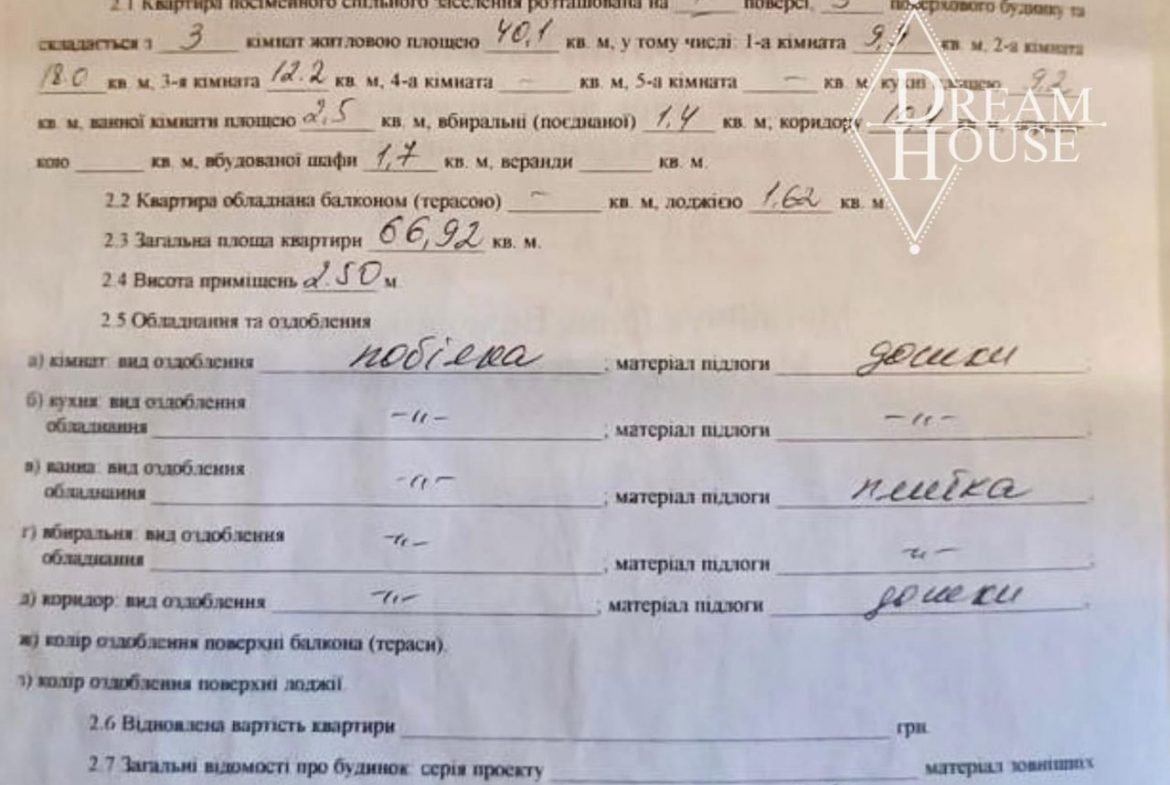 2.1 Квартира посімейного спільного заселення розташована на поверсі, поверхового будинку та
складається з 3 кімнат житловою площею 40,1 кв. м, у тому числі: 1-а кімната кв. м, 2-а кімната
18.0 кв. м, 3-я кімната 12.2 кв. м, 4-а кімната – кв. м, 5-а кімната – кв. м, кухні площею 9.2
кв. м, ванної кімнати площею 2,5 кв. м, вбиральні (поєднаної) 1,4 кв. м, коридору
кою кв. м, вбудованої шафи 1,7 кв. м, веранди кв. м.
DREAM
HOUSE
2.2 Квартира обладнана балконом (терасою) – кв. м, лоджією 1,62 кв. м
2.3 Загальна площа квартири 66,92 кв. м.
2.4 Висота приміщень 2.50 м
2.5 Обладнання та оздоблення
а) кімнат: вид оздоблення побілка ; матеріал підлоги дошки
б) кухня: вид оздоблення –"–
обладнання ; матеріал підлоги –"–
в) ванна: вид оздоблення –"–
обладнання ; матеріал підлоги плитка
г) вбиральня: вид оздоблення –"–
обладнання ; матеріал підлоги –"–
д) коридор: вид оздоблення –"– ; матеріал підлоги дошки
ж) колір оздоблення поверхні балкона (тераси).
з) колір оздоблення поверхні лоджії
2.6 Відновлена вартість квартири грн.
2.7 Загальні відомості про будинок: серія проекту матеріал зовнішніх